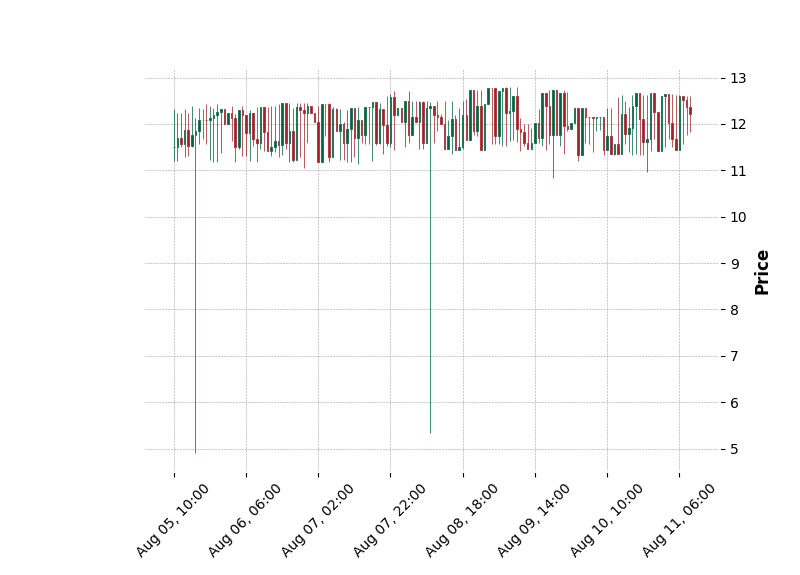 13
12
11
10
9
8
7
6
5
Price
Aug 05, 10:00
Aug 06, 06:00
Aug 07, 02:00
Aug 07, 22:00
Aug 08, 18:00
Aug 09, 14:00
Aug 10, 10:00
Aug 11, 06:00